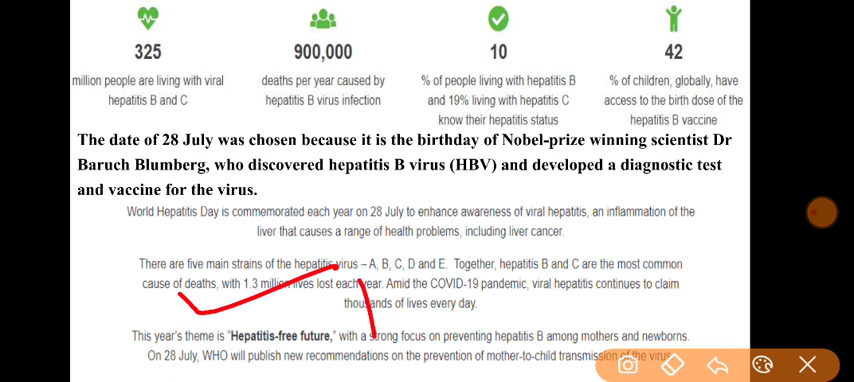 325
900,000
10
42
million people are living with viral
hepatitis B and C
deaths per year caused by
hepatitis B virus infection
% of people living with hepatitis B
and 19% living with hepatitis C
know their hepatitis status
% of children, globally, have
access to the birth dose of the
hepatitis B vaccine
The date of 28 July was chosen because it is the birthday of Nobel-prize winning scientist Dr
Baruch Blumberg, who discovered hepatitis B virus (HBV) and developed a diagnostic test
and vaccine for the virus.
World Hepatitis Day is commemorated each year on 28 July to enhance awareness of viral hepatitis, an inflammation of the
liver that causes a range of health problems, including liver cancer.
There are five main strains of the hepatitis virus – A, B, C, D and E. Together, hepatitis B and C are the most common
cause of deaths, with 1.3 million lives lost each year. Amid the COVID-19 pandemic, viral hepatitis continues to claim
thousands of lives every day.
This year's theme is "Hepatitis-free future," with a strong focus on preventing hepatitis B among mothers and newborns.
On 28 July, WHO will publish new recommendations on the prevention of mother-to-child transmission of the virus